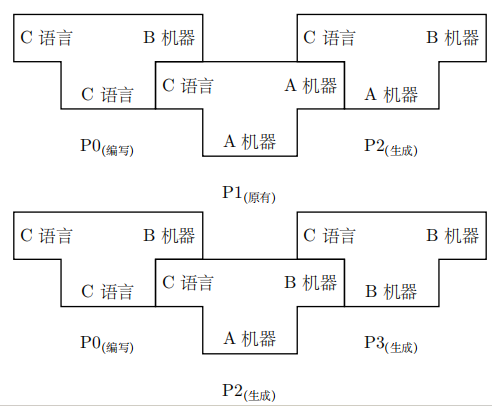 C 语言 B 机器 C 语言 B 机器
C 语言 C 语言 A 机器 A 机器
P0(编写) A 机器 P2(生成)
P1(原有)
C 语言 B 机器 C 语言 B 机器
C 语言 C 语言 B 机器 B 机器
P0(编写) A 机器 P3(生成)
P2(生成)